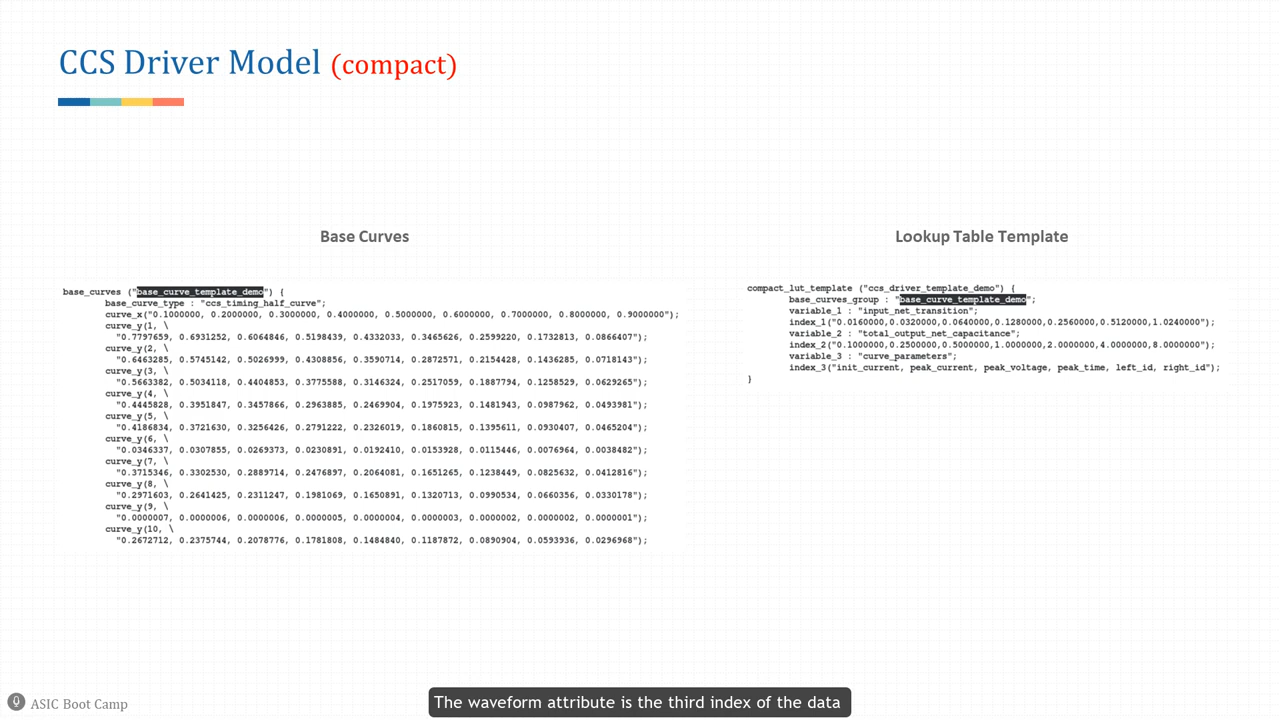 CCS Driver Model (compact)
Base Curves
base_curves ("base_curve_template_demo") {
base_curve_type : "ccs_timing_half_curve";
curve_x("0.1000000, 0.2000000, 0.3000000, 0.4000000, 0.5000000, 0.6000000, 0.7000000, 0.8000000, 0.9000000");
curve_y(1, \
"0.7797659, 0.6931252, 0.6064846, 0.5198439, 0.4332033, 0.3465626, 0.2599220, 0.1732813, 0.0866407");
curve_y(2, \
"0.6463285, 0.5745142, 0.5026999, 0.4308856, 0.3590714, 0.2872571, 0.2154428, 0.1436285, 0.0718143");
curve_y(3, \
"0.5663382, 0.5034118, 0.4404853, 0.3775588, 0.3146324, 0.2517059, 0.1887794, 0.1258529, 0.0629265");
curve_y(4, \
"0.4445828, 0.3951847, 0.3457866, 0.2963885, 0.2469904, 0.1975923, 0.1481943, 0.0987962, 0.0493981");
curve_y(5, \
"0.4186834, 0.3721630, 0.3256426, 0.2791222, 0.2326019, 0.1860815, 0.1395611, 0.0930407, 0.0465204");
curve_y(6, \
"0.0346337, 0.0307855, 0.0269373, 0.0230891, 0.0192410, 0.0153928, 0.0115446, 0.0076964, 0.0038482");
curve_y(7, \
"0.3715346, 0.3302530, 0.2889714, 0.2476897, 0.2064081, 0.1651265, 0.1238449, 0.0825632, 0.0412816");
curve_y(8, \
"0.2971603, 0.2641425, 0.2311247, 0.1981069, 0.1650891, 0.1320713, 0.0990534, 0.0660356, 0.0330178");
curve_y(9, \
"0.0000007, 0.0000006, 0.0000006, 0.0000005, 0.0000004, 0.0000003, 0.0000002, 0.0000002, 0.0000001");
curve_y(10, \
"0.2672712, 0.2375744, 0.2078776, 0.1781808, 0.1484840, 0.1187872, 0.0890904, 0.0593936, 0.0296968");
Lookup Table Template
compact_lut_template ("ccs_driver_template_demo") {
base_curves_group : "base_curve_template_demo";
variable_1 : "input_net_transition";
index_1("0.0160000,0.0320000,0.0640000,0.1280000,0.2560000,0.5120000,1.0240000");
variable_2 : "total_output_net_capacitance";
index_2("0.1000000,0.2500000,0.5000000,1.0000000,2.0000000,4.0000000,8.0000000");
variable_3 : "curve_parameters";
index_3("init_current, peak_current, peak_voltage, peak_time, left_id, right_id");
}
ASIC Boot Camp
The waveform attribute is the third index of the data